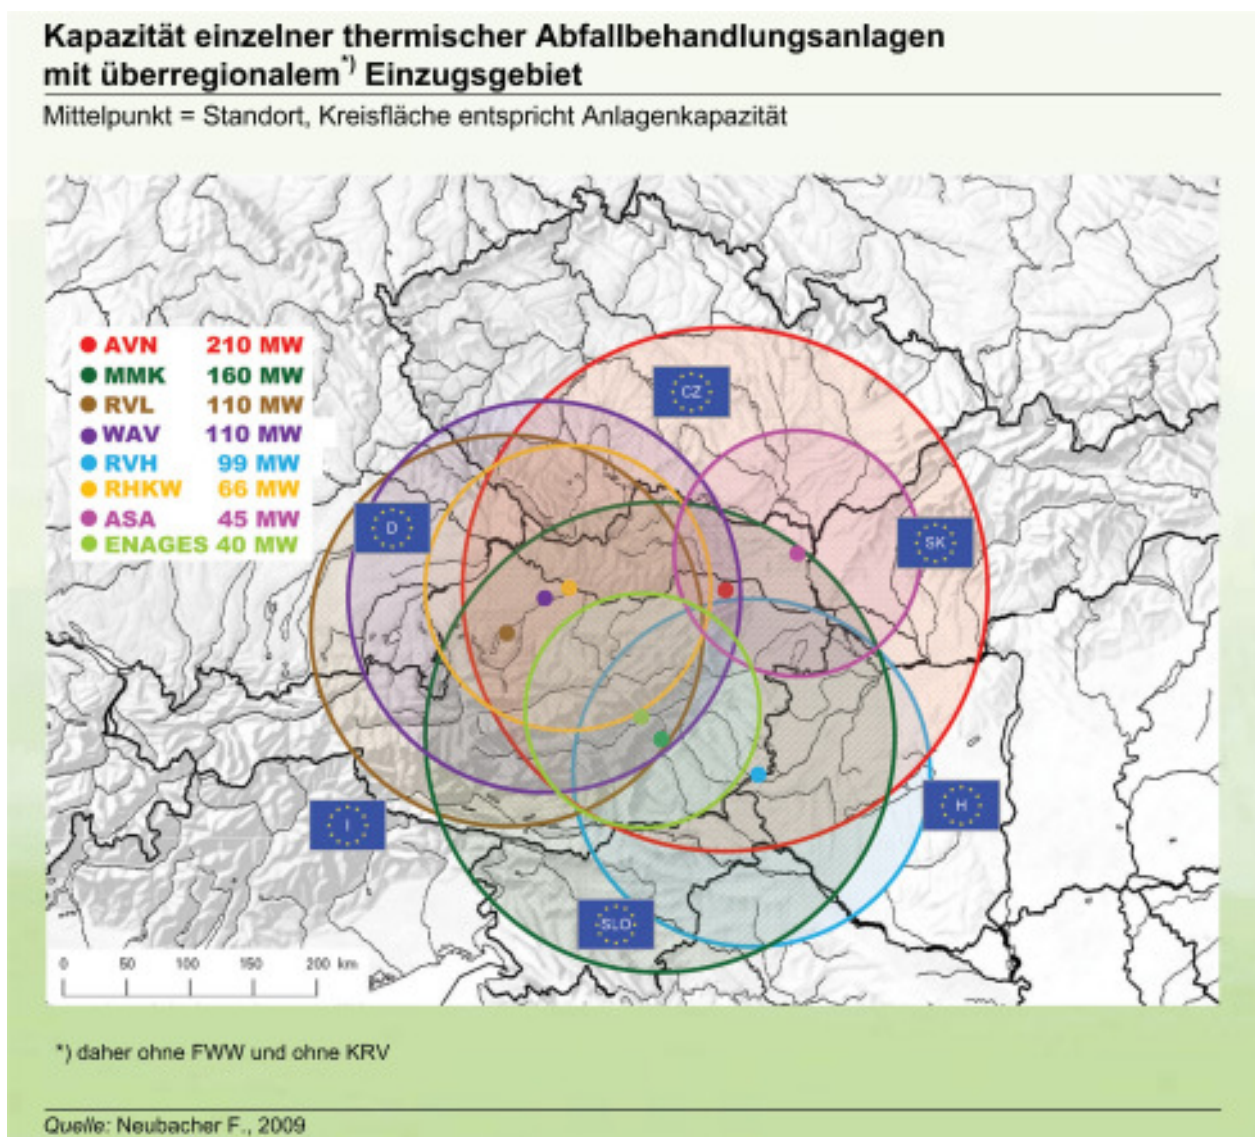 Kapazität einzelner thermischer Abfallbehandlungsanlagen
mit überregionalem*) Einzugsgebiet
Mittelpunkt = Standort, Kreisfläche entspricht Anlagenkapazität
AVN 210 MW
MMK 160 MW
RVL 110 MW
WAV 110 MW
RVH 99 MW
RHKW 66 MW
ASA 45 MW
ENAGES 40 MW
CZ
D
SK
I
H
SLO
0 50 100 150 200 km
*) daher ohne FWW und ohne KRV
Quelle: Neubacher F., 2009